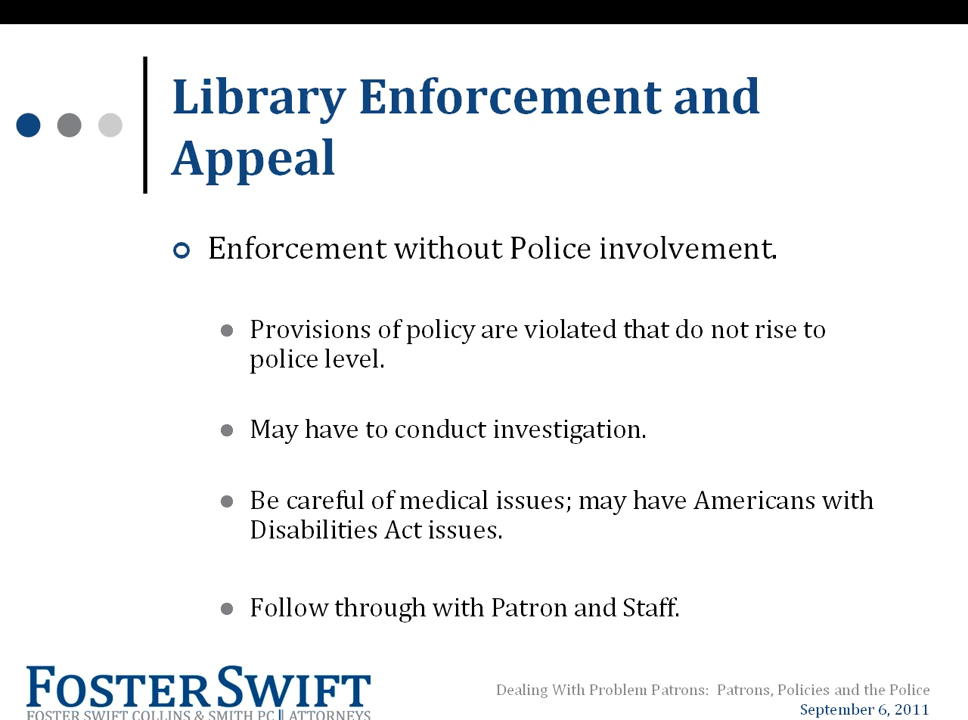 Library Enforcement and
Appeal
Enforcement without Police involvement.
Provisions of policy are violated that do not rise to
police level.
May have to conduct investigation.
Be careful of medical issues; may have Americans with
Disabilities Act issues.
Follow through with Patron and Staff.
FOSTER SWIFT
FOSTER SWIFT COLLINS & SMITH PC || ATTORNEYS
Dealing With Problem Patrons: Patrons, Policies and the Police
September 6, 2011